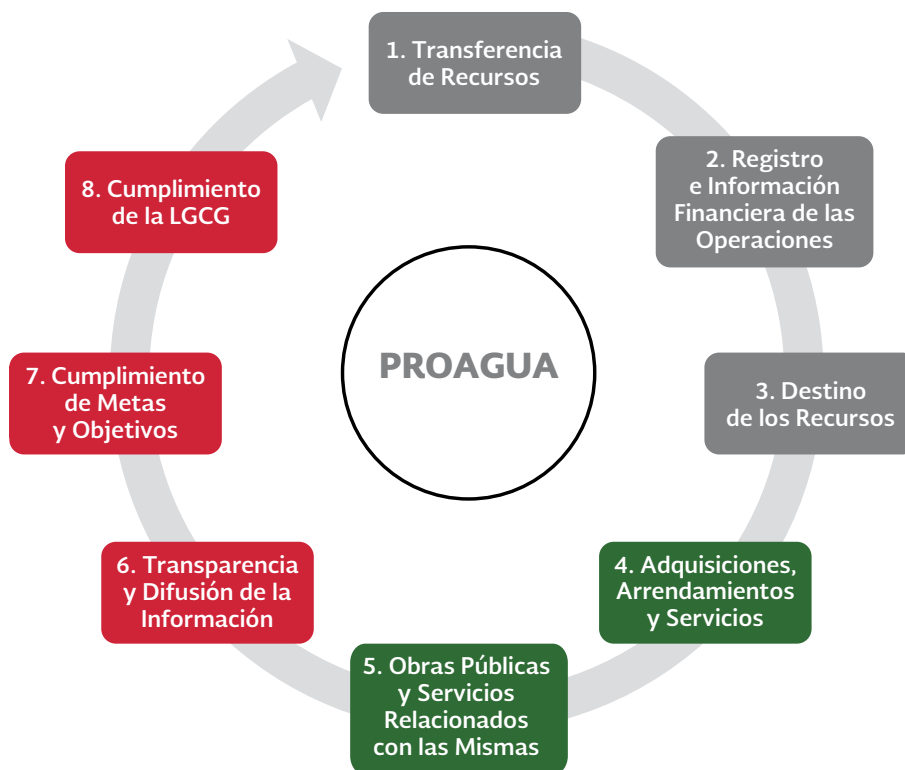 1. Transferencia
de Recursos
2. Registro
e Información
Financiera de las
Operaciones
3. Destino
de los Recursos
4. Adquisiciones,
Arrendamientos
y Servicios
5. Obras Públicas
y Servicios
Relacionados
con las Mismas
6. Transparencia
y Difusión de la
Información
7. Cumplimiento
de Metas
y Objetivos
8. Cumplimiento
de la LGCG
PROAGUA